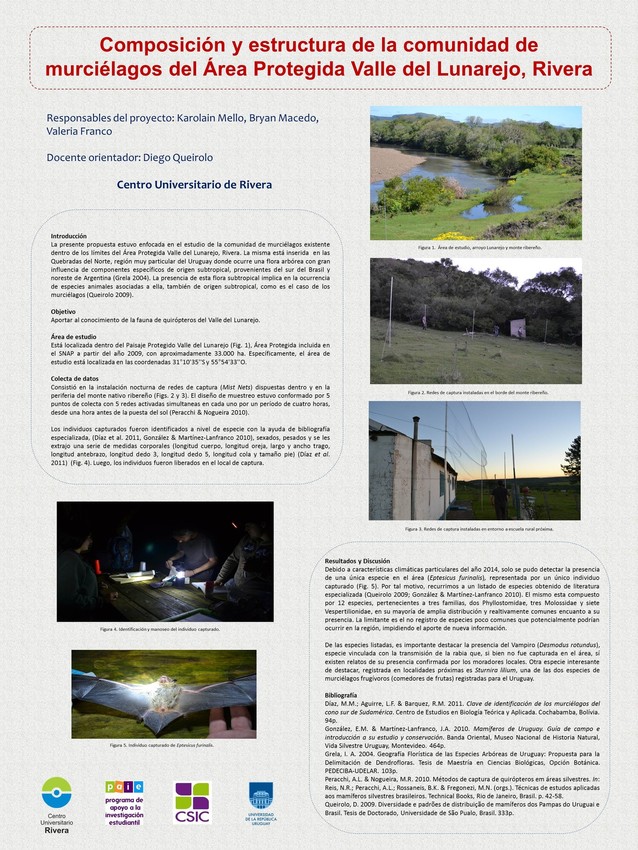 Composición y estructura de la comunidad de
murciélagos del Área Protegida Valle del Lunarejo, Rivera
Responsables del proyecto: Karolain Mello, Bryan Macedo,
Valeria Franco
Docente orientador: Diego Queirolo
Centro Universitario de Rivera
Introducción
La presente propuesta estuvo enfocada en el estudio de la comunidad de murciélagos existente
dentro de los límites del Área Protegida Valle del Lunarejo, Rivera. La misma está inserida en las
Quebradas del Norte, región muy particular del Uruguay donde ocurre una flora arbórea con gran
influencia de componentes específicos de origen subtropical, provenientes del sur del Brasil y
noreste de Argentina (Grela 2004). La presencia de esta flora subtropical implica en la ocurrencia
de especies animales asociadas a ella, también de origen subtropical, como es el caso de los
murciélagos (Queirolo 2009).
Objetivo
Aportar al conocimiento de la fauna de quirópteros del Valle del Lunarejo.
Área de estudio
Está localizada dentro del Paisaje Protegido Valle del Lunarejo (Fig. 1), Área Protegida incluida en
el SNAP a partir del año 2009, con aproximadamente 33.000 ha. Específicamente, el área de
estudio está localizada en las coordenadas 31°10'35''S y 55°54'33''O.
Colecta de datos
Consistió en la instalación nocturna de redes de captura (Mist Nets) dispuestas dentro y en la
periferia del monte nativo ribereño (Figs. 2 y 3). El diseño de muestreo estuvo conformado por 5
puntos de colecta con 5 redes activadas simultaneas en cada uno por un período de cuatro horas,
desde una hora antes de la puesta del sol (Peracchi & Nogueira 2010).
Los individuos capturados fueron identificados a nivel de especie con la ayuda de bibliografía
especializada, (Díaz et al. 2011, González & Martínez-Lanfranco 2010), sexados, pesados y se les
extrajo una serie de medidas corporales (longitud cuerpo, longitud oreja, largo y ancho trago,
longitud antebrazo, longitud dedo 3, longitud dedo 5, longitud cola y tamaño pie) (Díaz et al.
2011) (Fig. 4). Luego, los individuos fueron liberados en el local de captura.
Figura 1. Área de estudio, arroyo Lunarejo y monte ribereño.
Figura 2. Redes de captura instaladas en el borde del monte ribereño.
Figura 3. Redes de captura instaladas en entorno a escuela rural próxima.
Figura 4. Identificación y manoseo del individuo capturado.
Figura 5. Individuo capturado de Eptesicus furinalis.
Resultados y Discusión
Debido a características climáticas particulares del año 2014, solo se pudo detectar la presencia
de una única especie en el área (Eptesicus furinalis), representada por un único individuo
capturado (Fig. 5). Por tal motivo, recurrimos a un listado de especies obtenido de literatura
especializada (Queirolo 2009; González & Martínez-Lanfranco 2010). El mismo esta compuesto
por 12 especies, pertenecientes a tres familias, dos Phyllostomidae, tres Molossidae y siete
Vespertilionidae, en su mayoría de amplia distribución y realtivamente comunes encuanto a su
presencia. La limitante es el no registro de especies poco comunes que potencialmente podrían
ocurrir en la región, impidiendo el aporte de nueva información.
De las especies listadas, es importante destacar la presencia del Vampiro (Desmodus rotundus),
especie vinculada con la transmisión de la rabia que, si bien no fue capturada en el área, sí
existen relatos de su presencia confirmada por los moradores locales. Otra especie interesante
de destacar, registrada en localidades próximas es Sturnira lilium, una de las dos especies de
murciélagos frugívoros (comedores de frutas) registradas para el Uruguay.
Bibliografía
Díaz, M.M.; Aguirre, L.F. & Barquez, R.M. 2011. Clave de identificación de los murciélagos del
cono sur de Sudamérica. Centro de Estudios en Biología Teórica y Aplicada. Cochabamba, Bolivia.
94p.
González, E.M. & Martínez-Lanfranco, J.A. 2010. Mamíferos de Uruguay. Guía de campo e
introducción a su estudio y conservación. Banda Oriental, Museo Nacional de Historia Natural,
Vida Silvestre Uruguay, Montevideo. 464p.
Grela, I. A. 2004. Geografía Florística de las Especies Arbóreas de Uruguay: Propuesta para la
Delimitación de Dendrofloras. Tesis de Maestría en Ciencias Biológicas, Opción Botánica.
PEDECIBA-UDELAR. 103p.
Peracchi, A.L. & Nogueira, M.R. 2010. Métodos de captura de quirópteros em áreas silvestres. In:
Reis, N.R.; Peracchi, A.L.; Rossaneis, B.K. & Fregonezi, M.N. (orgs.). Técnicas de estudos aplicadas
aos mamíferos silvestres brasileiros. Technical Books, Rio de Janeiro, Brasil. p. 42-58.
Queirolo, D. 2009. Diversidade e padrões de distribuição de mamíferos dos Pampas do Uruguai e
Brasil. Tesis de Doctorado, Universidade de São Paulo, Brasil. 333p.
Centro
Universitario
Rivera
paie
programa de
apoyo a la
investigación
estudiantil
CSIC
UNIVERSIDAD
DE LA REPÚBLICA
URUGUAY